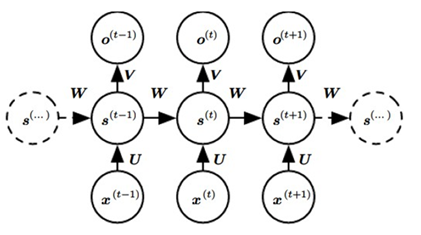 o^(t−1) o^(t) o^(t+1)
V V V
W W W W
s^(...) s^(t−1) s^(t) s^(t+1) s^(...)
U U U
x^(t−1) x^(t) x^(t+1)